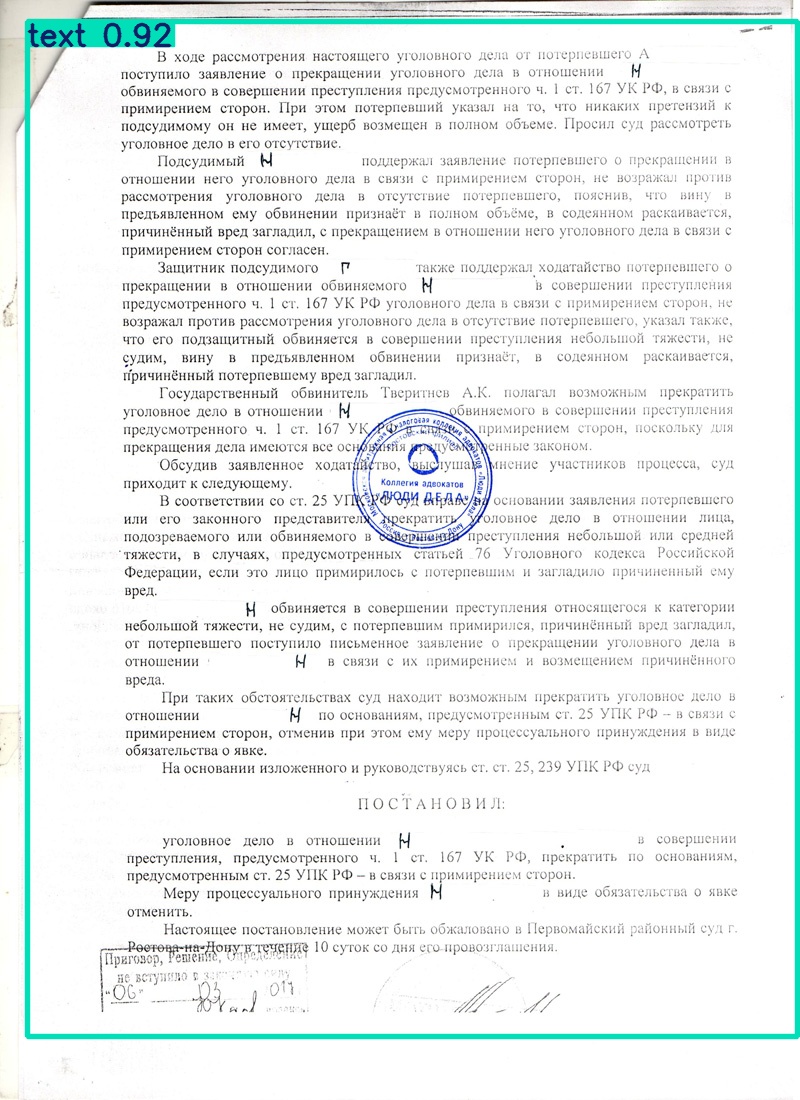 text 0.92
В ходе рассмотрения настоящего уголовного дела от потерпевшего А
поступило заявление о прекращении уголовного дела в отношении Н
обвиняемого в совершении преступления предусмотренного ч. 1 ст. 167 УК РФ, в связи с
примирением сторон. При этом потерпевший указал на то, что никаких претензий к
подсудимому он не имеет, ущерб возмещен в полном объеме. Просил суд рассмотреть
уголовное дело в его отсутствие.
Подсудимый Н поддержал заявление потерпевшего о прекращении в
отношении него уголовного дела в связи с примирением сторон, не возражал против
рассмотрения уголовного дела в отсутствие потерпевшего, пояснив, что вину в
предъявленном ему обвинении признаёт в полном объёме, в содеянном раскаивается,
причинённый вред загладил, с прекращением в отношении него уголовного дела в связи с
примирением сторон согласен.
Защитник подсудимого Г также поддержал ходатайство потерпевшего о
прекращении в отношении обвиняемого Н в совершении преступления
предусмотренного ч. 1 ст. 167 УК РФ уголовного дела в связи с примирением сторон, не
возражал против рассмотрения уголовного дела в отсутствие потерпевшего, указал также,
что его подзащитный обвиняется в совершении преступления небольшой тяжести, не
судим, вину в предъявленном обвинении признаёт, в содеянном раскаивается,
причинённый потерпевшему вред загладил.
Государственный обвинитель Тверитнев А.К. полагал возможным прекратить
уголовное дело в отношении Н обвиняемого в совершении преступления
предусмотренного ч. 1 ст. 167 УК РФ в связи с примирением сторон, поскольку для
прекращения дела имеются все основания предусмотренные законом.
Обсудив заявленное ходатайство, выслушав мнение участников процесса, суд
приходит к следующему.
В соответствии со ст. 25 УПК РФ суд вправе на основании заявления потерпевшего
или его законного представителя прекратить уголовное дело в отношении лица,
подозреваемого или обвиняемого в совершении преступления небольшой или средней
тяжести, в случаях, предусмотренных статьей 76 Уголовного кодекса Российской
Федерации, если это лицо примирилось с потерпевшим и загладило причиненный ему
вред.
Н обвиняется в совершении преступления относящегося к категории
небольшой тяжести, не судим, с потерпевшим примирился, причинённый вред загладил,
от потерпевшего поступило письменное заявление о прекращении уголовного дела в
отношении Н в связи с их примирением и возмещением причинённого
вреда.
При таких обстоятельствах суд находит возможным прекратить уголовное дело в
отношении Н по основаниям, предусмотренным ст. 25 УПК РФ – в связи с
примирением сторон, отменив при этом ему меру процессуального принуждения в виде
обязательства о явке.
На основании изложенного и руководствуясь ст. ст. 25, 239 УПК РФ суд
ПОСТАНОВИЛ:
уголовное дело в отношении Н в совершении
преступления, предусмотренного ч. 1 ст. 167 УК РФ, прекратить по основаниям,
предусмотренным ст. 25 УПК РФ – в связи с примирением сторон.
Меру процессуального принуждения Н в виде обязательства о явке
отменить.
Настоящее постановление может быть обжаловано в Первомайский районный суд г.
Ростова-на-Дону в течение 10 суток со дня его провозглашения.
Коллегия адвокатов
"ЛЮДИ ДЕЛА"
Приговор, Решение, Определение
не вступило в законную силу
"06" 03